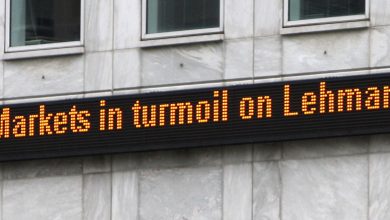 Markets in turmoil on Lehman